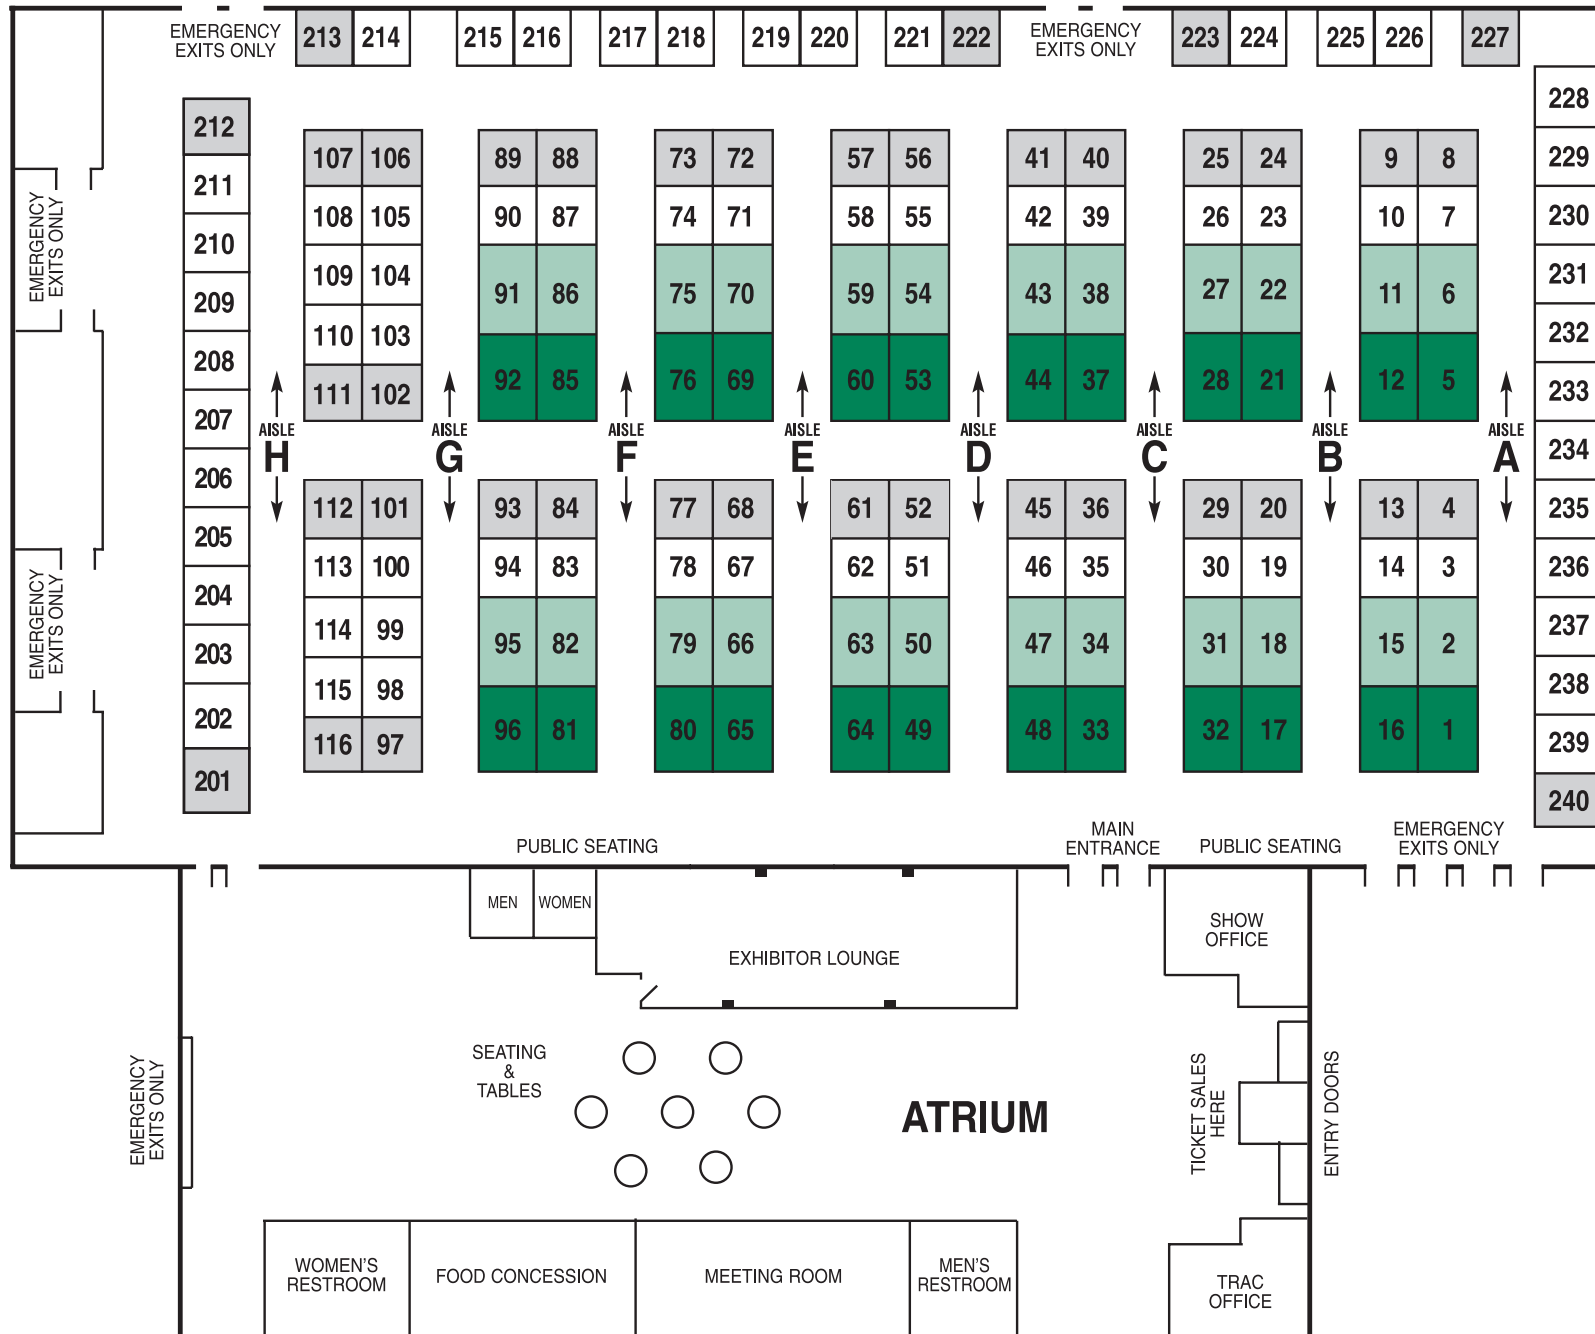 EMERGENCY
EXITS ONLY
213 214 215 216 217 218 219 220 221 222
EMERGENCY
EXITS ONLY
223 224 225 226 227
228
212
211
210
209
208
207
206
205
204
203
202
201
107 106
108 105
109 104
110 103
111 102
112 101
113 100
114 99
115 98
116 97
89 88
90 87
91 86
92 85
93 84
94 83
95 82
96 81
73 72
74 71
75 70
76 69
77 68
78 67
79 66
80 65
57 56
58 55
59 54
60 53
61 52
62 51
63 50
64 49
41 40
42 39
43 38
44 37
45 36
46 35
47 34
48 33
25 24
26 23
27 22
28 21
29 20
30 19
31 18
32 17
9 8
10 7
11 6
12 5
13 4
14 3
15 2
16 1
229
230
231
232
233
234
235
236
237
238
239
240
EMERGENCY
EXITS ONLY
EMERGENCY
EXITS ONLY
AISLE
H
AISLE
G
AISLE
F
AISLE
E
AISLE
D
AISLE
C
AISLE
B
AISLE
A
PUBLIC SEATING
MAIN
ENTRANCE
PUBLIC SEATING
EMERGENCY
EXITS ONLY
MEN
WOMEN
EXHIBITOR LOUNGE
SHOW
OFFICE
SEATING
&
TABLES
ATRIUM
EMERGENCY
EXITS ONLY
TICKET SALES
HERE
ENTRY DOORS
WOMEN'S
RESTROOM
FOOD CONCESSION
MEETING ROOM
MEN'S
RESTROOM
TRAC
OFFICE